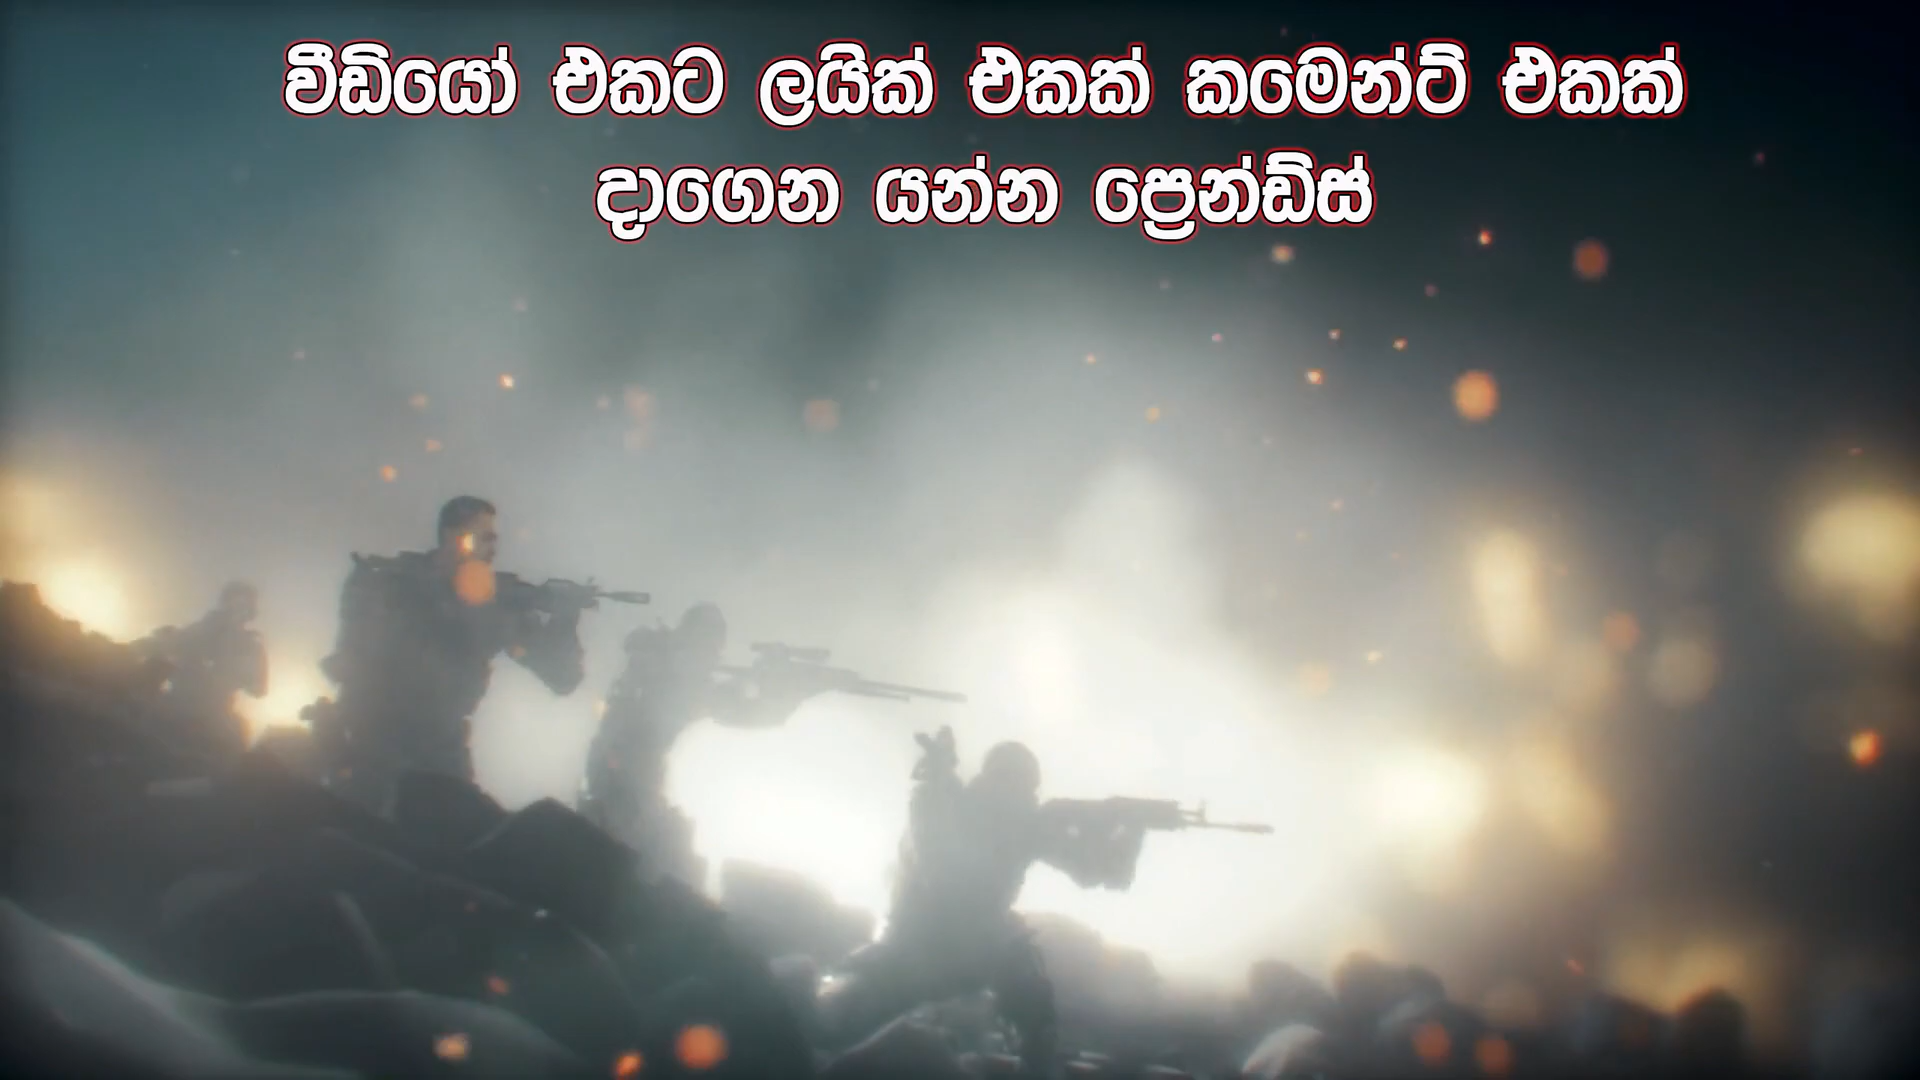 වීඩියෝ එකට ලයික් එකක් කමෙන්ට් එකක්
දාගෙන යන්න ප්‍රෙන්ඩ්ස්